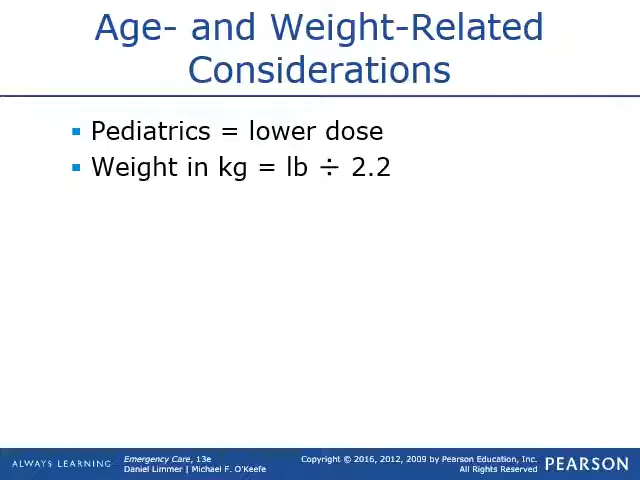 Age- and Weight-Related
Considerations
▪ Pediatrics = lower dose
▪ Weight in kg = lb ÷ 2.2
ALWAYS LEARNING
Emergency Care, 13e
Daniel Limmer | Michael F. O'Keefe
Copyright © 2016, 2012, 2009 by Pearson Education, Inc.
All Rights Reserved
PEARSON